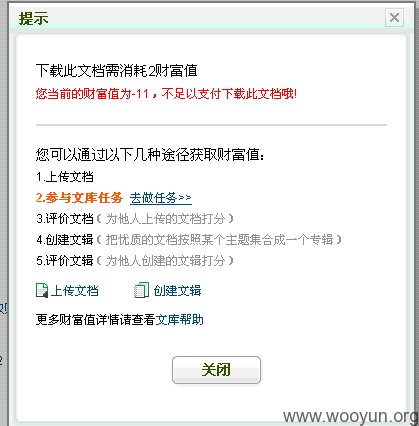 提示
下载此文档需消耗2财富值
您当前的财富值为-11，不足以支付下载此文档哦!
您可以通过以下几种途径获取财富值：
1.上传文档
2.参与文库任务 去做任务>>
3.评价文档（为他人上传的文档打分）
4.创建文辑（把优质的文档按照某个主题集合成一个专辑）
5.评价文辑（为他人创建的文辑打分）
上传文档 创建文辑
更多财富值详情请查看文库帮助
关闭
www.wooyun.org